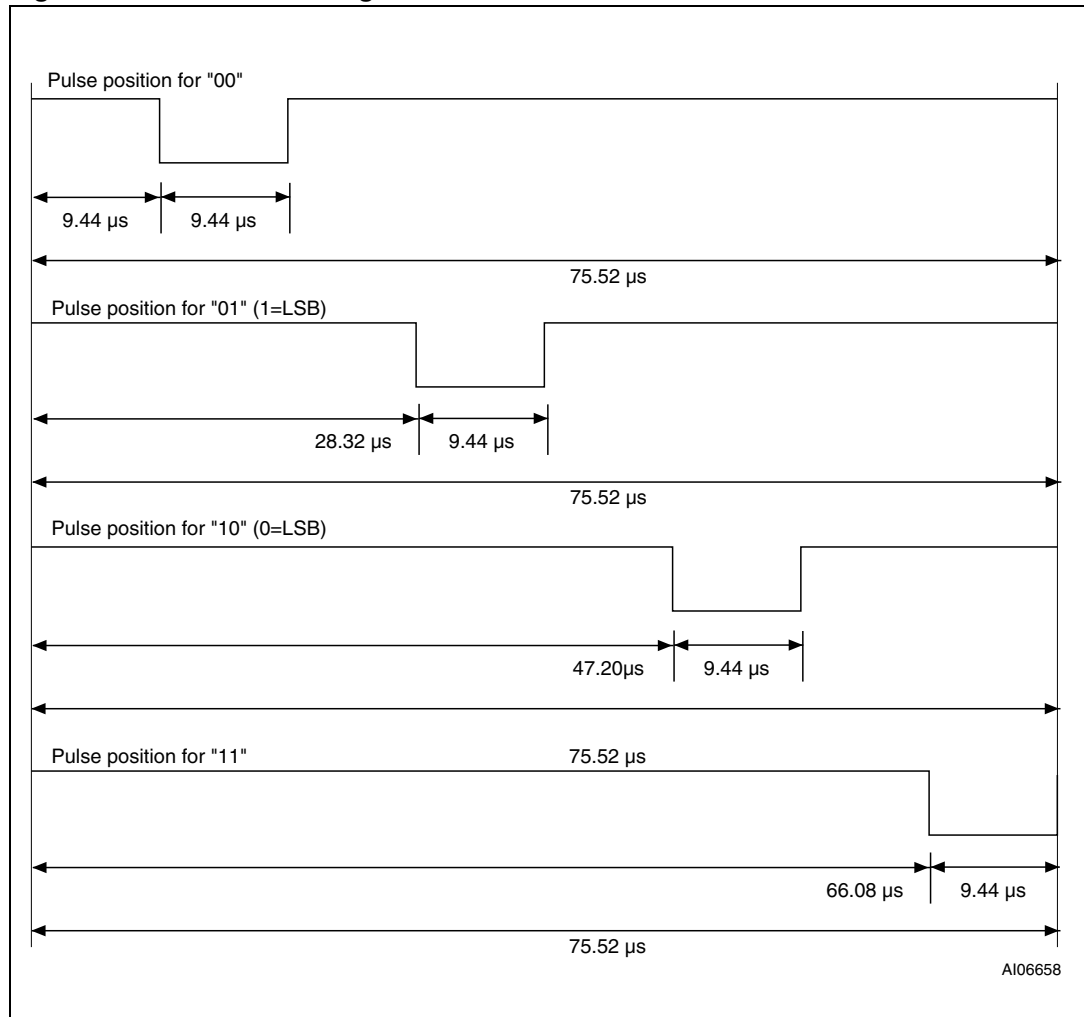 Pulse position for "00"
9.44 µs 9.44 µs
75.52 µs
Pulse position for "01" (1=LSB)
28.32 µs 9.44 µs
75.52 µs
Pulse position for "10" (0=LSB)
47.20µs 9.44 µs
Pulse position for "11" 75.52 µs
66.08 µs 9.44 µs
75.52 µs
AI06658